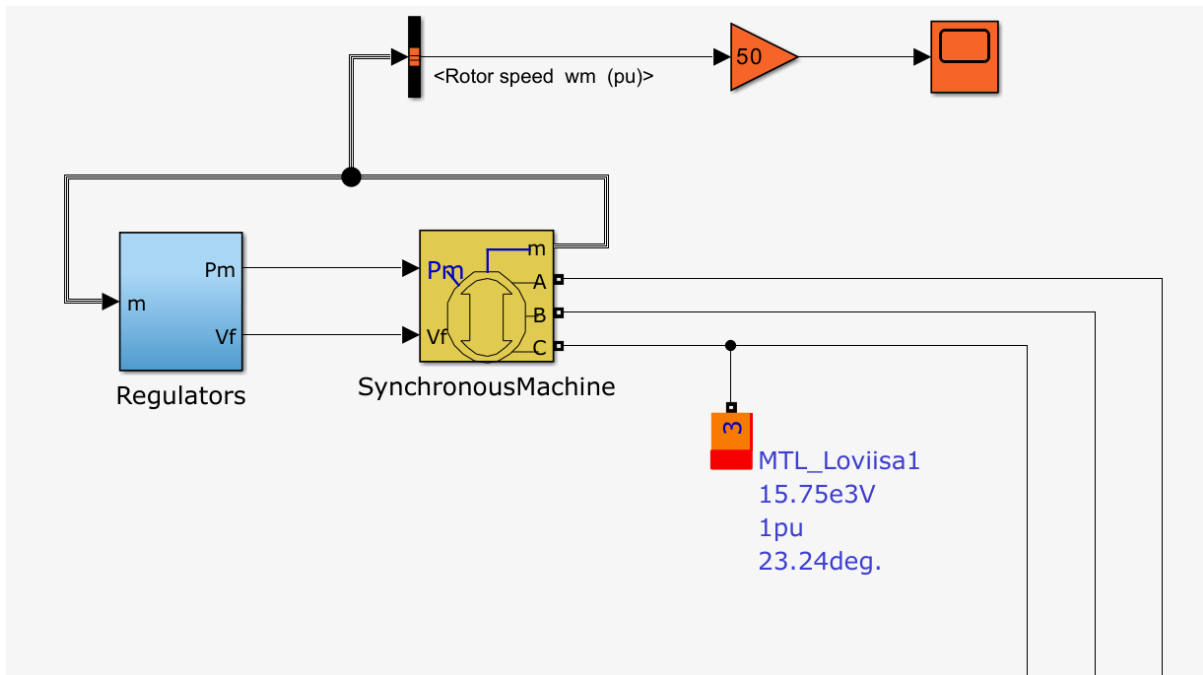 50
<Rotor speed wm (pu)>
m
Pm
Pm
A
m
B
Vf
Vf
C
Regulators
SynchronousMachine
3
MTL_Loviisa1
15.75e3V
1pu
23.24deg.